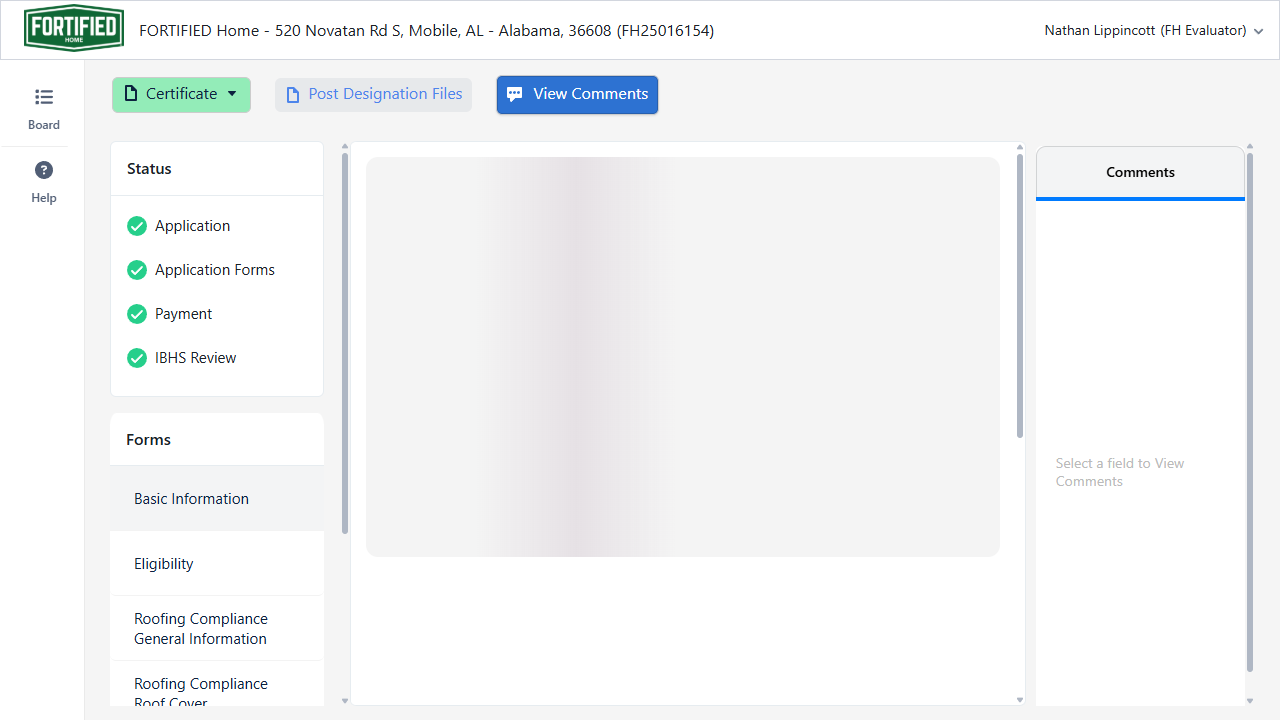 FORTIFIED
HOME
FORTIFIED Home - 520 Novatan Rd S, Mobile, AL - Alabama, 36608 (FH25016154)
Nathan Lippincott (FH Evaluator)
Board
Help
Certificate
Post Designation Files
View Comments
Status
Application
Application Forms
Payment
IBHS Review
Forms
Basic Information
Eligibility
Roofing Compliance
General Information
Roofing Compliance
Roof Cover
Comments
Select a field to View
Comments